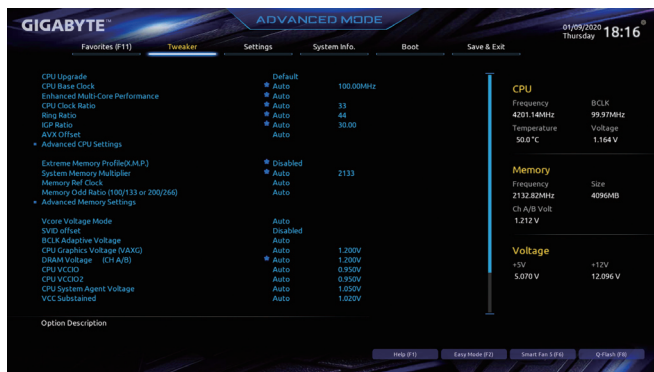 GIGABYTE™
ADVANCED MODE
01/09/2020
Thursday
18:16
Favorites (F11) Tweaker Settings System Info. Boot Save & Exit
CPU Upgrade Default
CPU Base Clock Auto 100.00MHz
Enhanced Multi-Core Performance Auto
CPU Clock Ratio Auto 33
Ring Ratio Auto 44
IGP Ratio Auto 30.00
AVX Offset Auto
Advanced CPU Settings
Extreme Memory Profile(X.M.P.) Disabled
System Memory Multiplier Auto 2133
Memory Ref Clock Auto
Memory Odd Ratio (100/133 or 200/266) Auto
Advanced Memory Settings
Vcore Voltage Mode Auto
SVID offset Disabled
BCLK Adaptive Voltage Auto
CPU Graphics Voltage (VAXG) Auto 1.200V
DRAM Voltage (CH A/B) Auto 1.200V
CPU VCCIO Auto 0.950V
CPU VCCIO2 Auto 0.950V
CPU System Agent Voltage Auto 1.050V
VCC Substained Auto 1.020V
CPU
Frequency BCLK
4201.14MHz 99.97MHz
Temperature Voltage
50.0 °C 1.164 V
Memory
Frequency Size
2132.82MHz 4096MB
Ch A/B Volt
1.212 V
Voltage
+5V +12V
5.070 V 12.096 V
Option Description
Help (F1) Easy Mode (F2) Smart Fan 5 (F6) Q-Flash (F8)